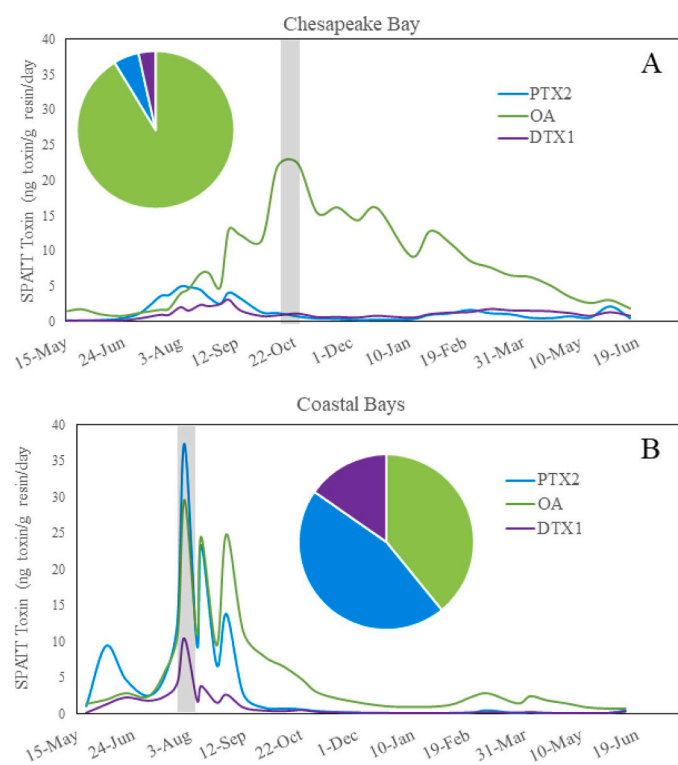 Chesapeake Bay
A
SPATT Toxin (ng toxin/g resin/day)
40
35
30
25
20
15
10
5
0
PTX2
OA
DTX1
15-May
24-Jun
3-Aug
12-Sep
22-Oct
1-Dec
10-Jan
19-Feb
31-Mar
10-May
19-Jun
Coastal Bays
B
SPATT Toxin (ng toxin/g resin/day)
40
35
30
25
20
15
10
5
0
PTX2
OA
DTX1
15-May
24-Jun
3-Aug
12-Sep
22-Oct
1-Dec
10-Jan
19-Feb
31-Mar
10-May
19-Jun